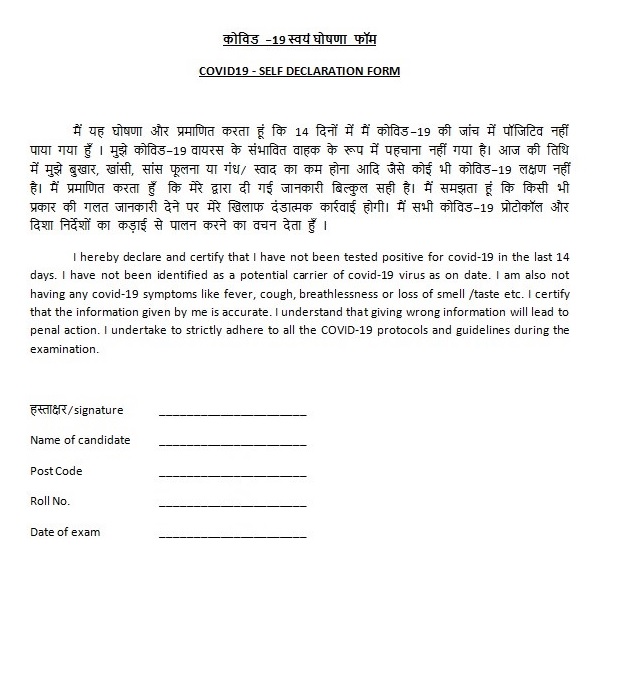 कोविड –19 स्वयं घोषणा फॉर्म
COVID19 - SELF DECLARATION FORM
मैं यह घोषणा और प्रमाणित करता हूं कि 14 दिनों में मैं कोविड–19 की जांच में पॉजिटिव नहीं
पाया गया हूँ । मुझे कोविड–19 वायरस के संभावित वाहक के रूप में पहचाना नहीं गया है। आज की तिथि
में मुझे बुखार, खांसी, सांस फूलना या गंध/ स्वाद का कम होना आदि जैसे कोई भी कोविड–19 लक्षण नहीं
है। मैं प्रमाणित करता हूँ कि मेरे द्वारा दी गई जानकारी बिल्कुल सही है। मैं समझता हूं कि किसी भी
प्रकार की गलत जानकारी देने पर मेरे खिलाफ दंडात्मक कार्रवाई होगी। मैं सभी कोविड–19 प्रोटोकॉल और
दिशा निर्देशों का कड़ाई से पालन करने का वचन देता हूँ ।
I hereby declare and certify that I have not been tested positive for covid-19 in the last 14
days. I have not been identified as a potential carrier of covid-19 virus as on date. I am also not
having any covid-19 symptoms like fever, cough, breathlessness or loss of smell /taste etc. I certify
that the information given by me is accurate. I understand that giving wrong information will lead to
penal action. I undertake to strictly adhere to all the COVID-19 protocols and guidelines during the
examination.
हस्ताक्षर/signature ________________________
Name of candidate ________________________
Post Code ________________________
Roll No. ________________________
Date of exam ________________________